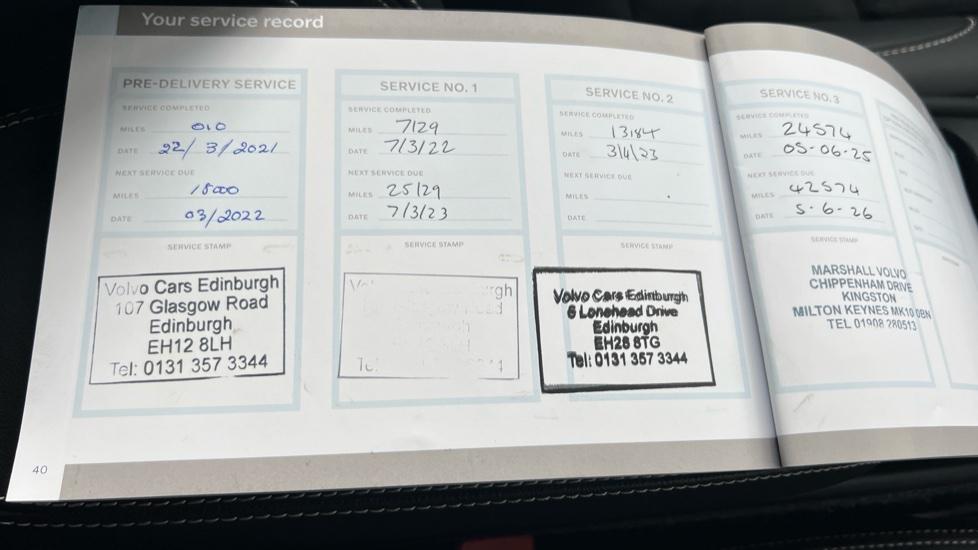 Your service record
PRE-DELIVERY SERVICE
SERVICE COMPLETED
MILES 010
DATE 22/3/2021
NEXT SERVICE DUE
MILES 18000
DATE 03/2022
SERVICE STAMP
Volvo Cars Edinburgh
107 Glasgow Road
Edinburgh
EH12 8LH
Tel: 0131 357 3344
SERVICE NO. 1
SERVICE COMPLETED
MILES 7129
DATE 7/3/22
NEXT SERVICE DUE
MILES 25129
DATE 7/3/23
SERVICE STAMP
SERVICE NO. 2
SERVICE COMPLETED
MILES 13184
DATE 3/4/23
NEXT SERVICE DUE
MILES
DATE
SERVICE STAMP
Volvo Cars Edinburgh
6 Lonehead Drive
Edinburgh
EH28 8TG
Tel: 0131 357 3344
SERVICE NO. 3
SERVICE COMPLETED
MILES 24574
DATE 05-06-25
NEXT SERVICE DUE
MILES 42574
DATE 5-6-26
SERVICE STAMP
MARSHALL VOLVO
CHIPPENHAM DRIVE
KINGSTON
MILTON KEYNES MK10 0BN
TEL 01908 280513
40